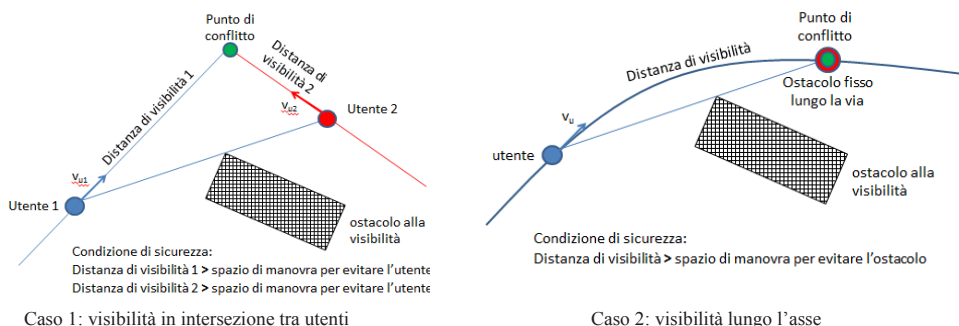 Punto di
conflitto
Distanza di
visibilità 2
Distanza di visibilità 1
v_u2
Utente 2
v_u1
Utente 1
ostacolo alla
visibilità
Condizione di sicurezza:
Distanza di visibilità 1 > spazio di manovra per evitare l'utente
Distanza di visibilità 2 > spazio di manovra per evitare l'utente
Caso 1: visibilità in intersezione tra utenti
Punto di
conflitto
Distanza di visibilità
Ostacolo fisso
lungo la via
v_u
utente
ostacolo alla
visibilità
Condizione di sicurezza:
Distanza di visibilità > spazio di manovra per evitare l'ostacolo
Caso 2: visibilità lungo l'asse